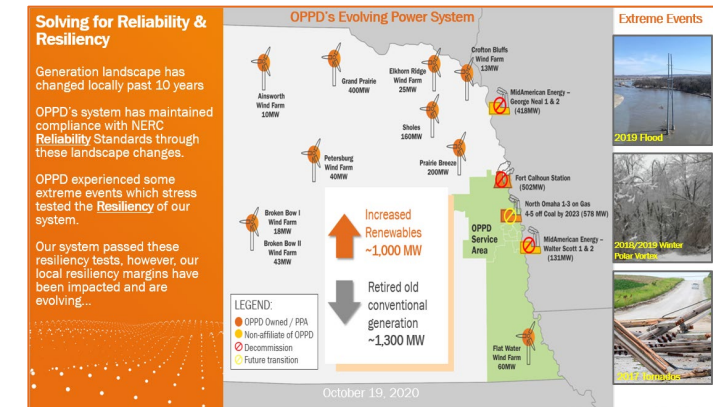 Solving for Reliability &
Resiliency
Generation landscape has
changed locally past 10 years
OPPD's system has maintained
compliance with NERC
Reliability Standards through
these landscape changes.
OPPD experienced some
extreme events which stress
tested the Resiliency of our
system.
Our system passed these
resiliency tests, however, our
local resiliency margins have
been impacted and are
evolving...
OPPD's Evolving Power System
Ainsworth
Wind Farm
10MW
Grand Prairie
400MW
Elkhorn Ridge
Wind Farm
25MW
Crofton Bluffs
Wind Farm
13MW
MidAmerican Energy –
George Neal 1 & 2
(418MW)
Sholes
160MW
Petersburg
Wind Farm
40MW
Prairie Breeze
200MW
Fort Calhoun Station
(502MW)
North Omaha 1-3 on Gas
4-5 off Coal by 2023 (578 MW)
Broken Bow I
Wind Farm
18MW
Broken Bow II
Wind Farm
43MW
OPPD
Service
Area
MidAmerican Energy –
Walter Scott 1 & 2
(131MW)
Increased
Renewables
~1,000 MW
Retired old
conventional
generation
~1,300 MW
LEGEND:
OPPD Owned / PPA
Non-affiliate of OPPD
Decommission
Future transition
Flat Water
Wind Farm
60MW
October 19, 2020
Extreme Events
2019 Flood
2018/2019 Winter
Polar Vortex
2017 Tornados